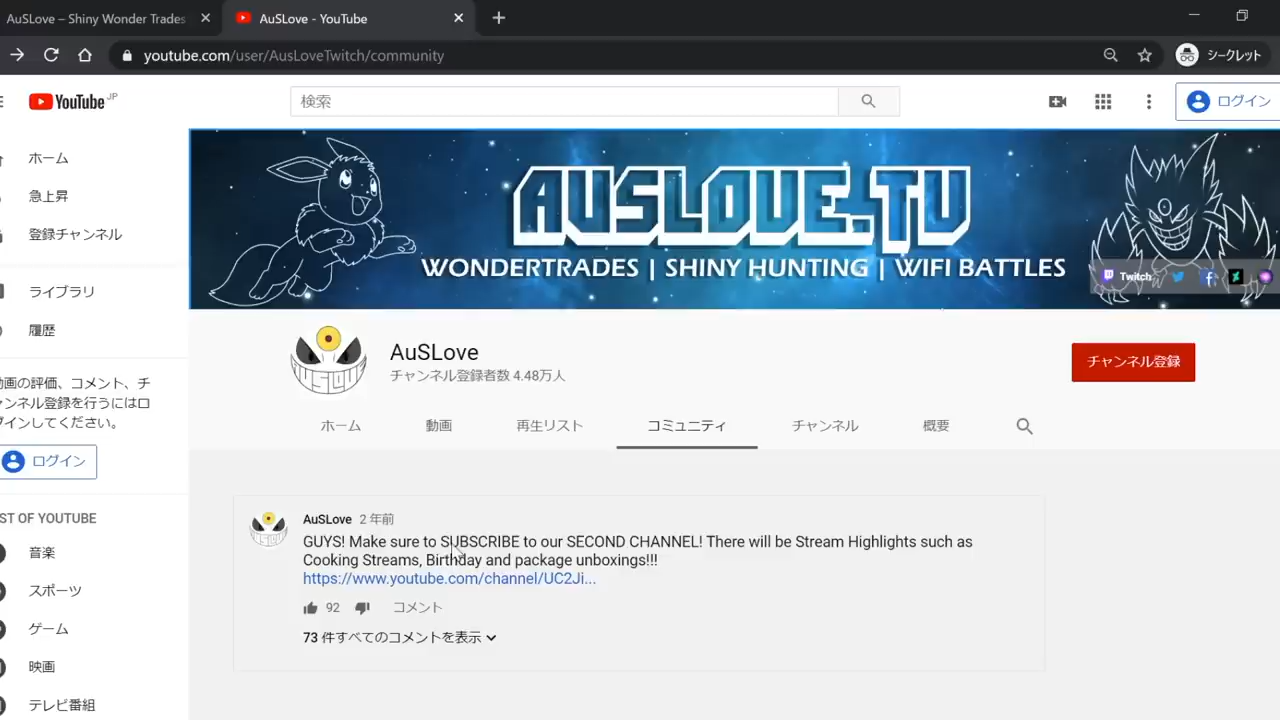 AuSLove – Shiny Wonder Trades
AuSLove - YouTube
youtube.com/user/AusLoveTwitch/community
シークレット
YouTube JP
検索
ログイン
ホーム
急上昇
登録チャンネル
ライブラリ
履歴
動画の評価、コメント、チ
ャンネル登録を行うにはロ
グインしてください。
ログイン
ST OF YOUTUBE
音楽
スポーツ
ゲーム
映画
テレビ番組
AUSLOVE.TV
WONDERTRADES | SHINY HUNTING | WIFI BATTLES
Twitch
AuSLove
チャンネル登録者数 4.48万人
チャンネル登録
ホーム
動画
再生リスト
コミュニティ
チャンネル
概要
AuSLove 2 年前
GUYS! Make sure to SUBSCRIBE to our SECOND CHANNEL! There will be Stream Highlights such as
Cooking Streams, Birthday and package unboxings!!!
https://www.youtube.com/channel/UC2Ji...
92 コメント
73 件すべてのコメントを表示